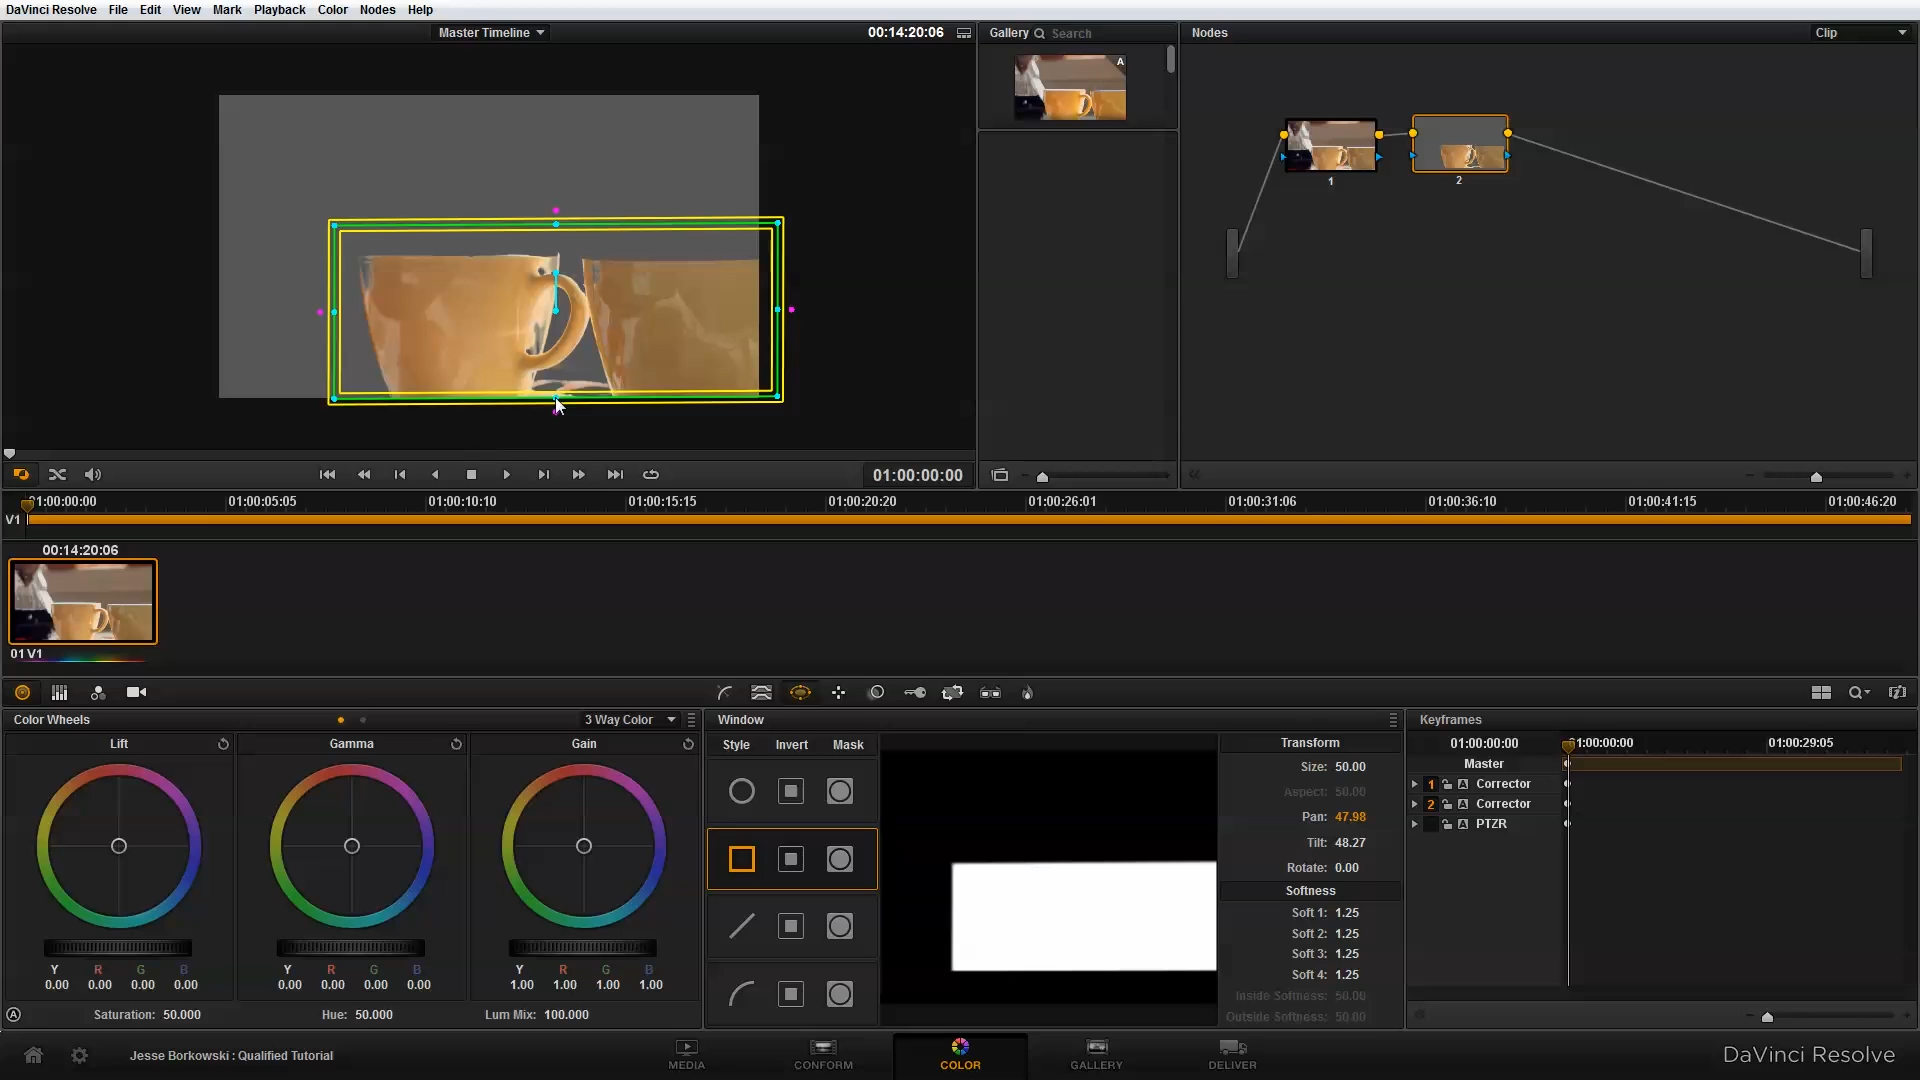 DaVinci Resolve File Edit View Mark Playback Color Nodes Help
Master Timeline 00:14:20:06 Gallery Search Nodes Clip
A
1 2
01:00:00:00
01:00:00:00 01:00:05:05 01:00:10:10 01:00:15:15 01:00:20:20 01:00:26:01 01:00:31:06 01:00:36:10 01:00:41:15 01:00:46:20
V1
00:14:20:06
01 V1
Color Wheels 3 Way Color Window Keyframes
Lift Gamma Gain Style Invert Mask Transform 01:00:00:00 01:00:00:00 01:00:29:05
Size: 50.00 Master
Aspect: 50.00 1 A Corrector
Pan: 47.98 2 A Corrector
Tilt: 48.27 A PTZR
Rotate: 0.00
Softness
Soft 1: 1.25
Soft 2: 1.25
Soft 3: 1.25
Soft 4: 1.25
Y R G B Y R G B Y R G B
0.00 0.00 0.00 0.00 0.00 0.00 0.00 0.00 1.00 1.00 1.00 1.00
Inside Softness: 50.00
Outside Softness: 50.00
A Saturation: 50.000 Hue: 50.000 Lum Mix: 100.000
Jesse Borkowski : Qualified Tutorial MEDIA CONFORM COLOR GALLERY DELIVER DaVinci Resolve